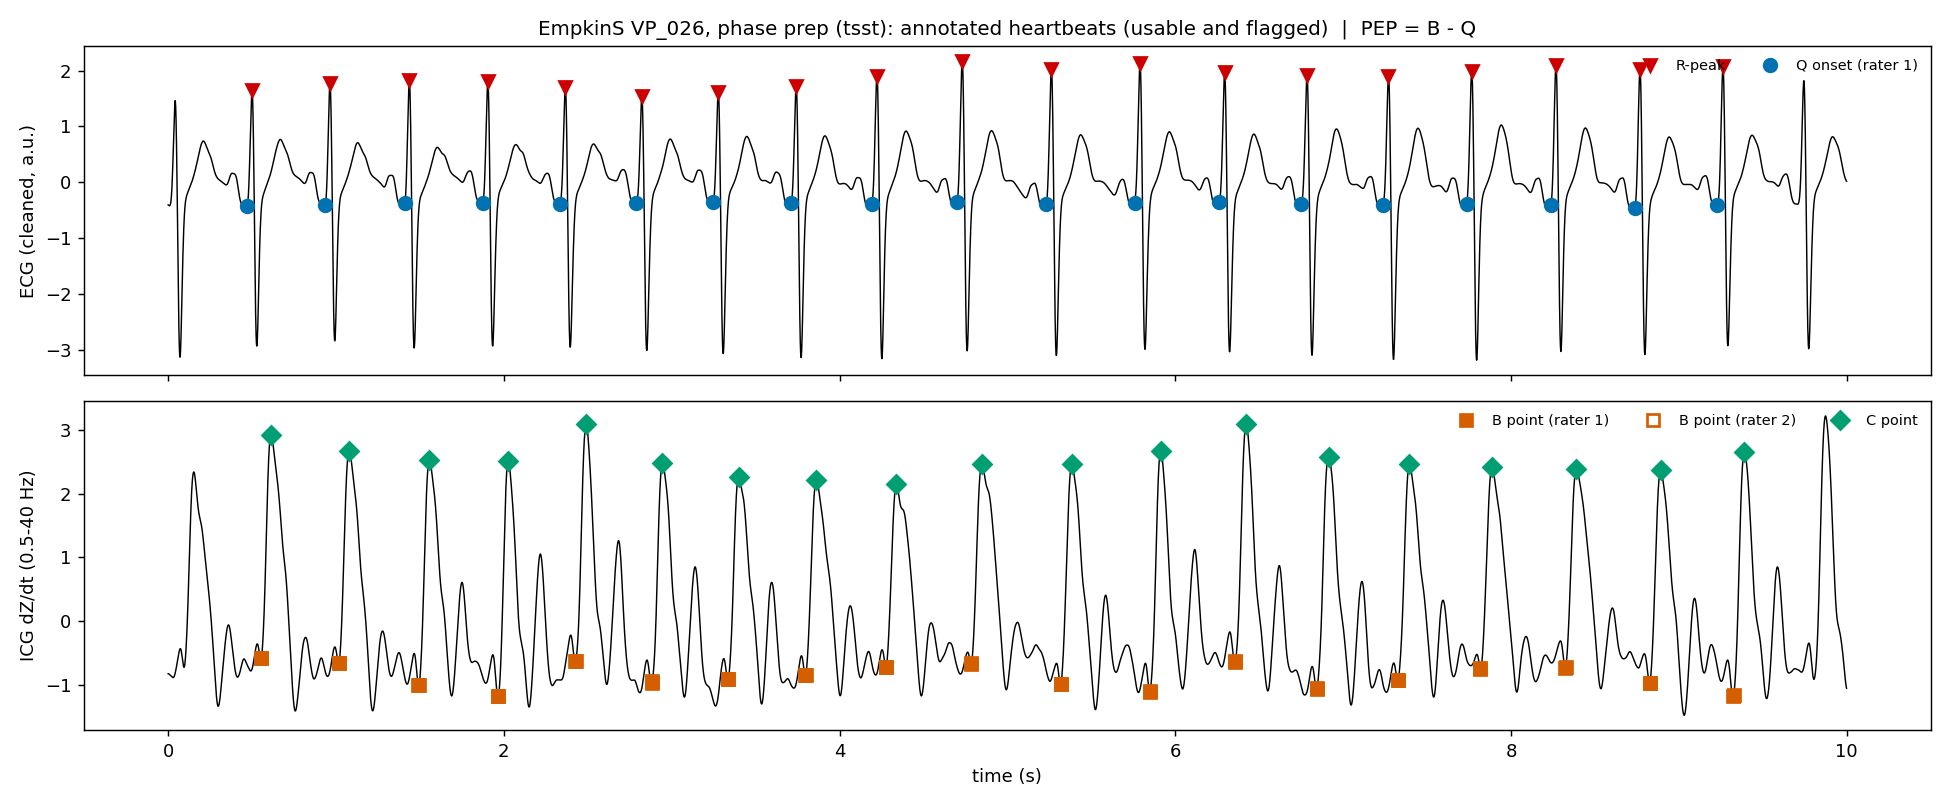 EmpkinS VP_026, phase prep (tsst): annotated heartbeats (usable and flagged)  |  PEP = B - Q
ECG (cleaned, a.u.)
2
1
0
−1
−2
−3
R-peak
Q onset (rater 1)
ICG dZ/dt (0.5-40 Hz)
3
2
1
0
−1
B point (rater 1)
B point (rater 2)
C point
0
2
4
6
8
10
time (s)